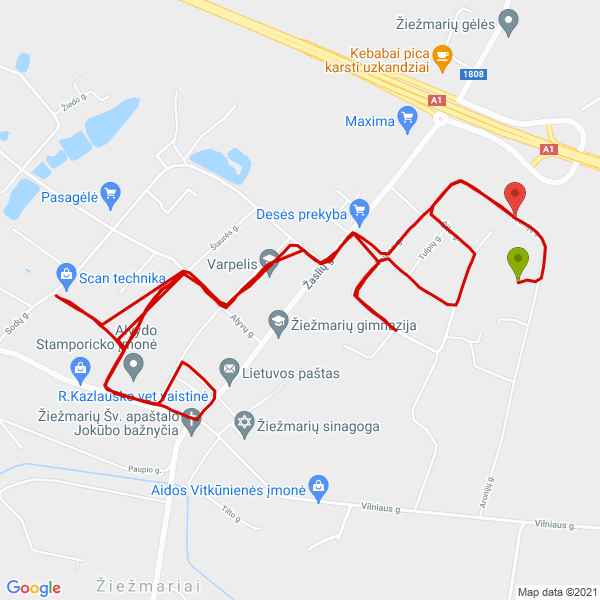 Žiežmarių gėlės
Kebabai pica
karsti uzkandziai
1808
A1
Maxima
A1
Žiedo g.
Pasagėlė
Desės prekyba
Tulpių g.
Šiaurės g.
Varpelis
Žaslių
Scan technika
Sodų g.
Alyvų g.
Žiežmarių gimnazija
Alvydo
Stamporicko įmonė
Lietuvos paštas
R.Kazlausko vet vaistinė
Žiežmarių Šv. apaštalo
Jokūbo bažnyčia
Žiežmarių sinagoga
Paupio g.
Aidos Vitkūnienės įmonė
Aronijų g.
Vilniaus g.
Tilto g.
Vilniaus g.
Žiežmariai
Google
Map data ©2021